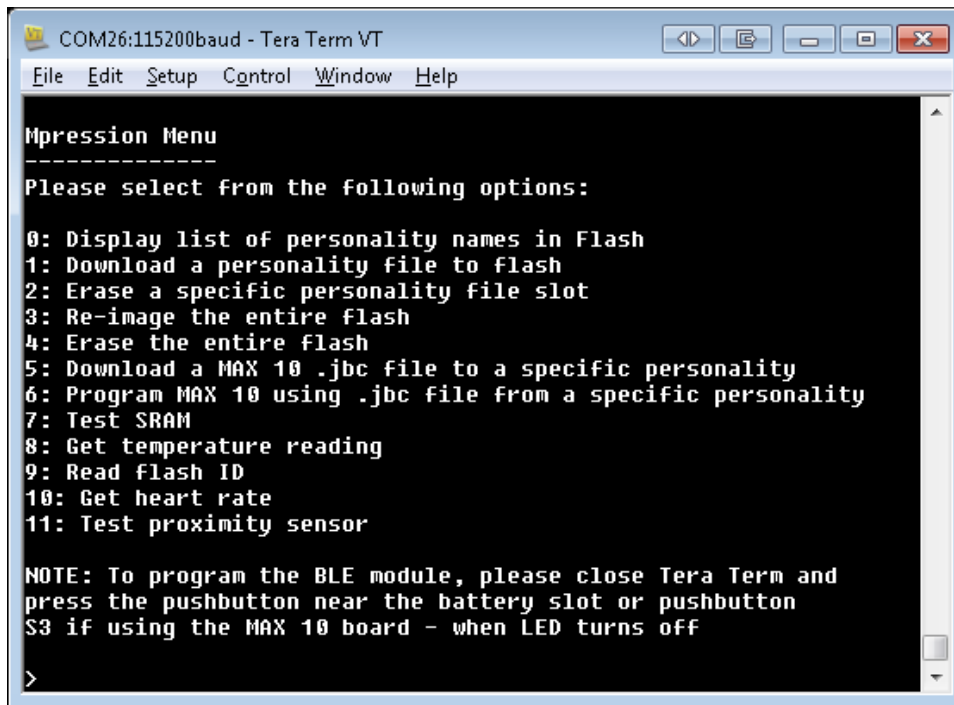 COM26:115200baud - Tera Term VT
File Edit Setup Control Window Help
Mpression Menu
--------------
Please select from the following options:
0: Display list of personality names in Flash
1: Download a personality file to flash
2: Erase a specific personality file slot
3: Re-image the entire flash
4: Erase the entire flash
5: Download a MAX 10 .jbc file to a specific personality
6: Program MAX 10 using .jbc file from a specific personality
7: Test SRAM
8: Get temperature reading
9: Read flash ID
10: Get heart rate
11: Test proximity sensor
NOTE: To program the BLE module, please close Tera Term and
press the pushbutton near the battery slot or pushbutton
S3 if using the MAX 10 board - when LED turns off
>